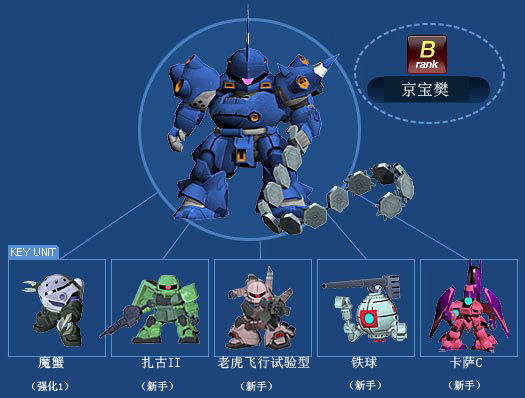 B
rank
京宝樊
KEY UNIT
魔蟹
扎古II
老虎飞行试验型
铁球
卡萨C
(强化1)
(新手)
(新手)
(新手)
(新手)